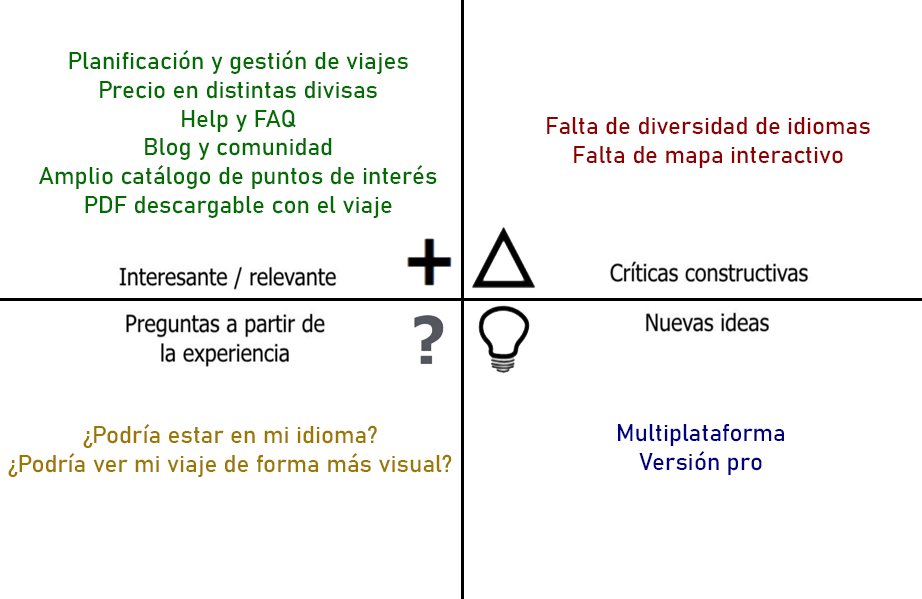 Planificación y gestión de viajes
Precio en distintas divisas
Help y FAQ
Blog y comunidad
Amplio catálogo de puntos de interés
PDF descargable con el viaje
Interesante / relevante
+
Falta de diversidad de idiomas
Falta de mapa interactivo
Críticas constructivas
Preguntas a partir de
la experiencia
?
¿Podría estar en mi idioma?
¿Podría ver mi viaje de forma más visual?
Nuevas ideas
Multiplataforma
Versión pro